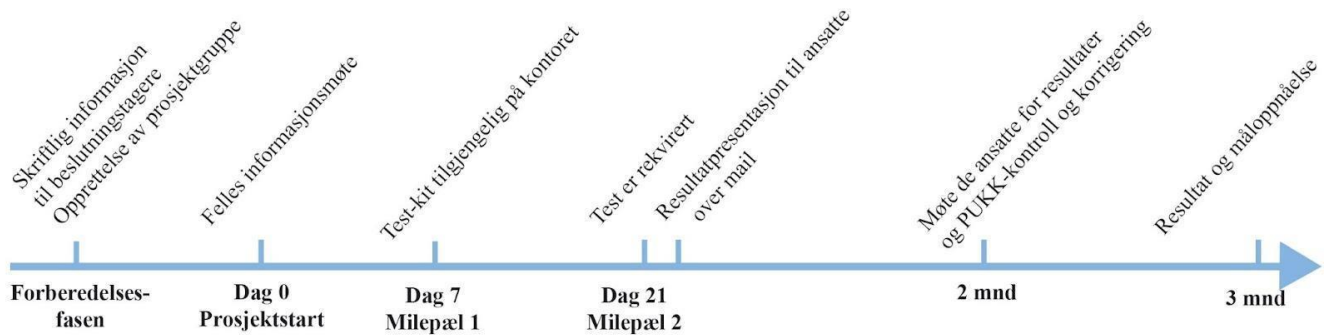 Skriftlig informasjon
til beslutningstagere
Opprettelse av prosjektgruppe
Felles informasjonsmøte
Test-kit tilgjengelig på kontoret
Test er rekvirert
Resultatpresentasjon til ansatte
over mail
Møte de ansatte for resultater
og PUKK-kontroll og korrigering
Resultat og måloppnåelse
Forberedelses-
fasen
Dag 0
Prosjektstart
Dag 7
Milepæl 1
Dag 21
Milepæl 2
2 mnd
3 mnd